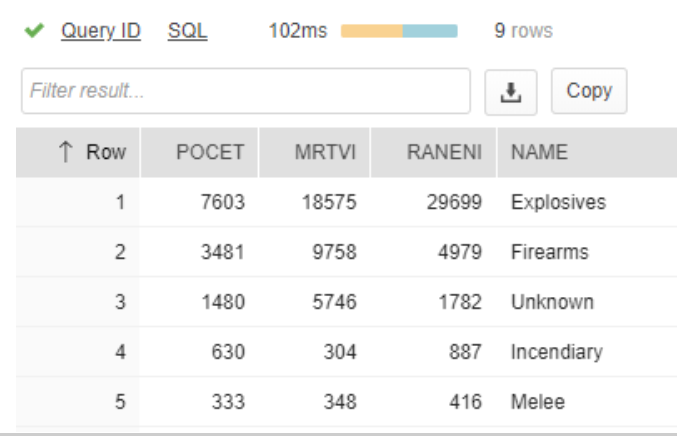 Query ID SQL 102ms 9 rows
Filter result... Copy
↑ Row POCET MRTVI RANENI NAME
1 7603 18575 29699 Explosives
2 3481 9758 4979 Firearms
3 1480 5746 1782 Unknown
4 630 304 887 Incendiary
5 333 348 416 Melee